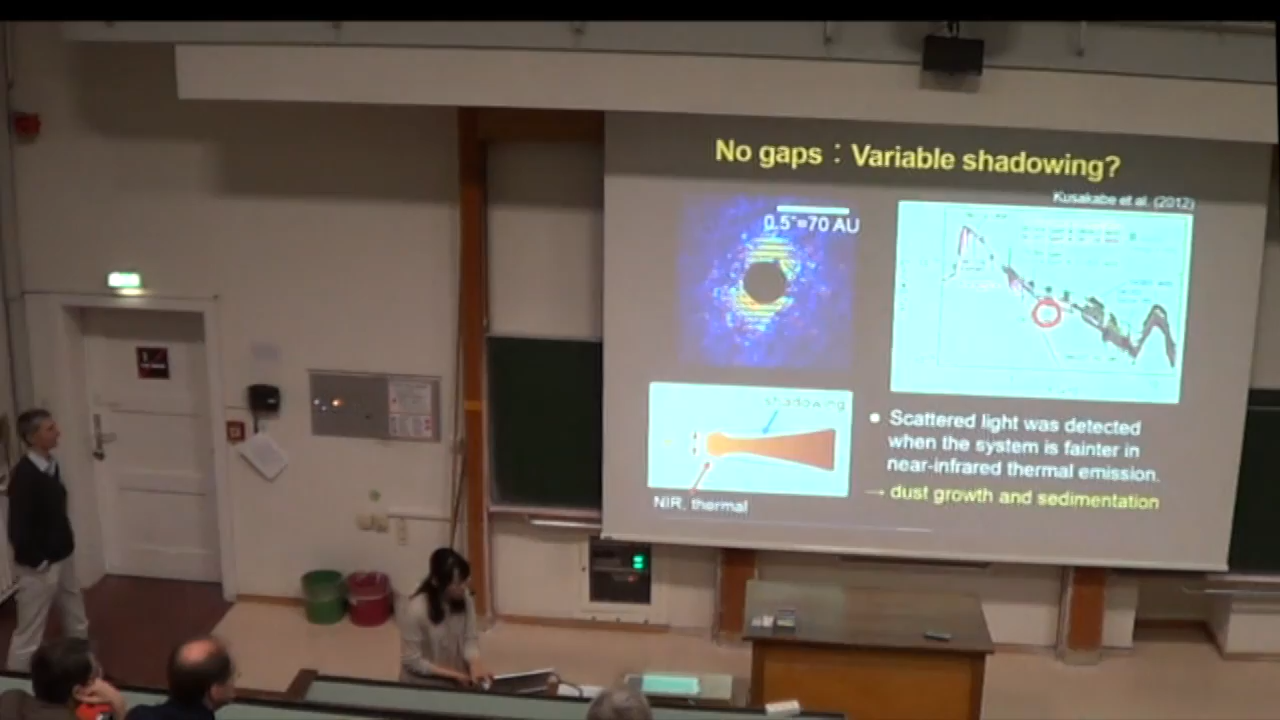 No gaps : Variable shadowing?
Kusakabe et al. (2012)
0.5"=70 AU
shadowing
NIR, thermal
● Scattered light was detected
when the system is fainter in
near-infrared thermal emission.
→ dust growth and sedimentation